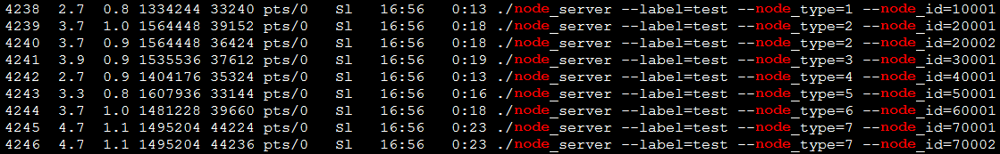 4238 2.7 0.8 1334244 33240 pts/0 Sl 16:56 0:13 ./node_server --label=test --node_type=1 --node_id=10001
4239 3.7 1.0 1564448 39152 pts/0 Sl 16:56 0:18 ./node_server --label=test --node_type=2 --node_id=20001
4240 3.7 0.9 1564448 36424 pts/0 Sl 16:56 0:18 ./node_server --label=test --node_type=2 --node_id=20002
4241 3.9 0.9 1535536 37612 pts/0 Sl 16:56 0:19 ./node_server --label=test --node_type=3 --node_id=30001
4242 2.7 0.9 1404176 35324 pts/0 Sl 16:56 0:13 ./node_server --label=test --node_type=4 --node_id=40001
4243 3.3 0.8 1607936 33144 pts/0 Sl 16:56 0:16 ./node_server --label=test --node_type=5 --node_id=50001
4244 3.7 1.0 1481228 39660 pts/0 Sl 16:56 0:18 ./node_server --label=test --node_type=6 --node_id=60001
4245 4.7 1.1 1495204 44224 pts/0 Sl 16:56 0:23 ./node_server --label=test --node_type=7 --node_id=70001
4246 4.7 1.1 1495204 44236 pts/0 Sl 16:56 0:23 ./node_server --label=test --node_type=7 --node_id=70002